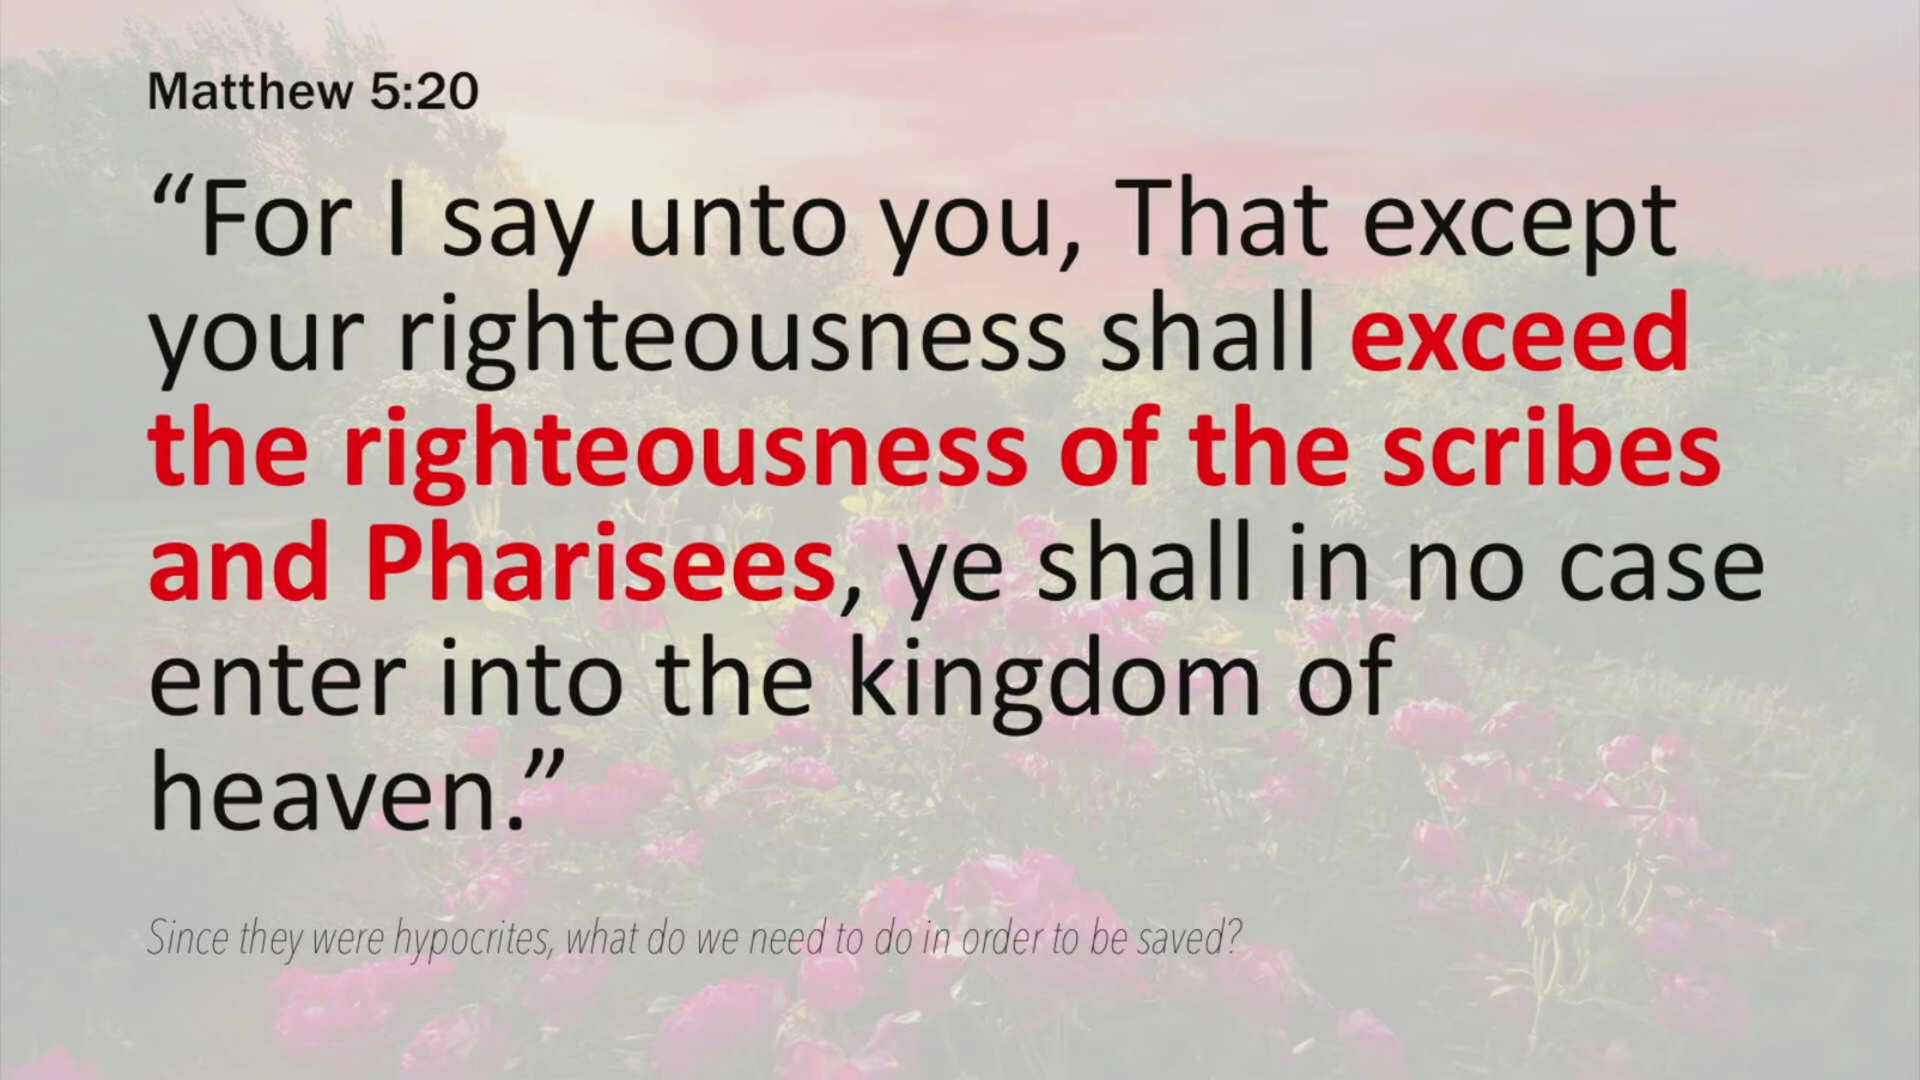 Matthew 5:20
“For I say unto you, That except
your righteousness shall exceed
the righteousness of the scribes
and Pharisees, ye shall in no case
enter into the kingdom of
heaven.”
Since they were hypocrites, what do we need to do in order to be saved?